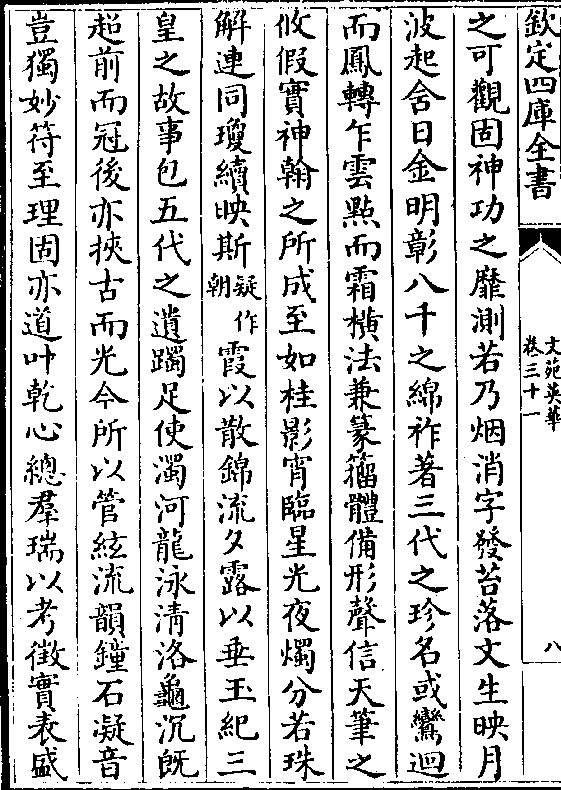 欽定四庫全書
文苑英華
卷三十一
八
之可觀固神功之靡測若乃烟消字發苔落文生映月
波起含日金明彰八千之綿祚著三代之珍名或鸞迴
而鳳轉乍雲㸃而霜橫法兼篆籀體備形聲信天筆之
攸假實神翰之所成至如桂影宵臨星光夜燭分若珠
解連同瓊續映斯疑作朝霞以散錦流夕露以垂玉紀三
皇之故事包五代之遺躅足使濁河龍泳清洛龜沉既
超前而冠後亦挾古而光今所以管絃流韻鐘石凝音
豈獨妙符至理固亦道叶乾心總羣瑞以考徵實表盛